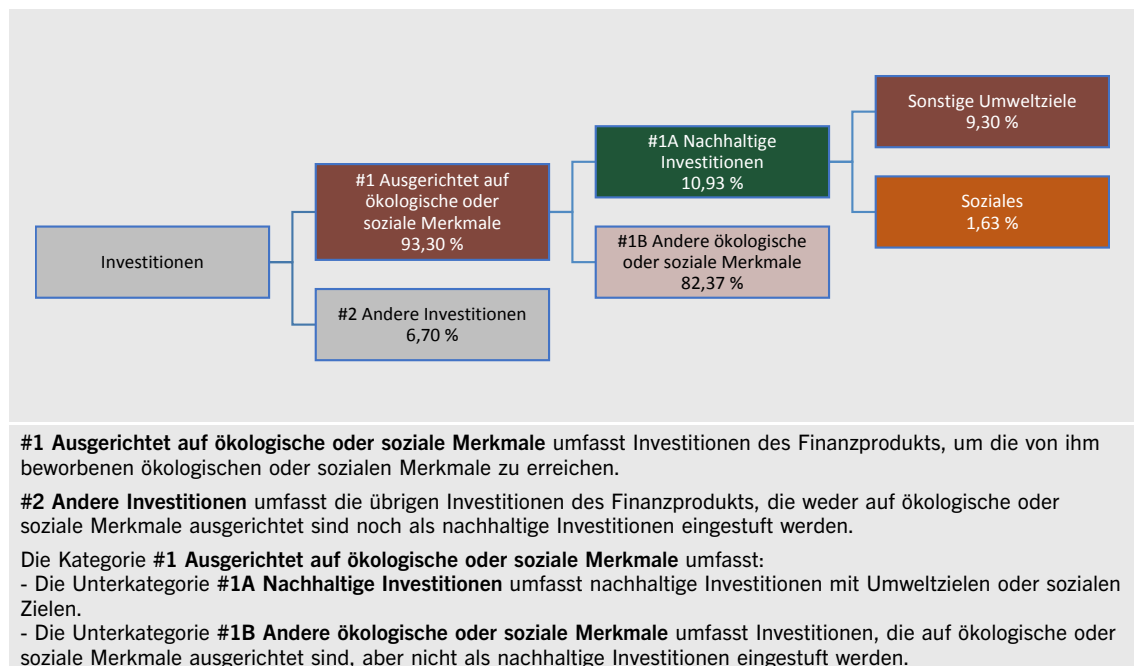 Investitionen
#1 Ausgerichtet auf
ökologische oder
soziale Merkmale
93,30 %
#2 Andere Investitionen
6,70 %
#1A Nachhaltige
Investitionen
10,93 %
#1B Andere ökologische
oder soziale Merkmale
82,37 %
Sonstige Umweltziele
9,30 %
Soziales
1,63 %
#1 Ausgerichtet auf ökologische oder soziale Merkmale umfasst Investitionen des Finanzprodukts, um die von ihm
beworbenen ökologischen oder sozialen Merkmale zu erreichen.
#2 Andere Investitionen umfasst die übrigen Investitionen des Finanzprodukts, die weder auf ökologische oder
soziale Merkmale ausgerichtet sind noch als nachhaltige Investitionen eingestuft werden.
Die Kategorie #1 Ausgerichtet auf ökologische oder soziale Merkmale umfasst:
- Die Unterkategorie #1A Nachhaltige Investitionen umfasst nachhaltige Investitionen mit Umweltzielen oder sozialen
Zielen.
- Die Unterkategorie #1B Andere ökologische oder soziale Merkmale umfasst Investitionen, die auf ökologische oder
soziale Merkmale ausgerichtet sind, aber nicht als nachhaltige Investitionen eingestuft werden.